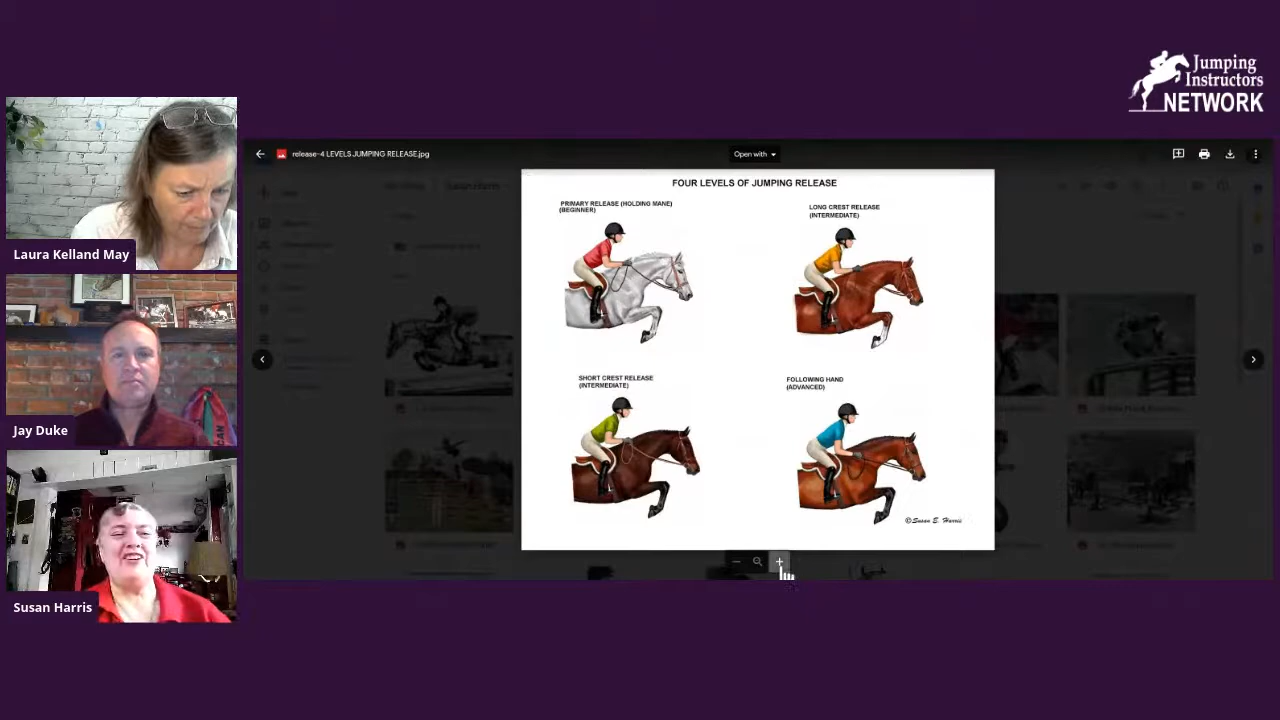 Jumping
Instructors
NETWORK
release-4 LEVELS JUMPING RELEASE.jpg
Open with
FOUR LEVELS OF JUMPING RELEASE
PRIMARY RELEASE (HOLDING MANE)
(BEGINNER)
LONG CREST RELEASE
(INTERMEDIATE)
SHORT CREST RELEASE
(INTERMEDIATE)
FOLLOWING HAND
(ADVANCED)
©Susan E. Harris
Laura Kelland May
Jay Duke
Susan Harris